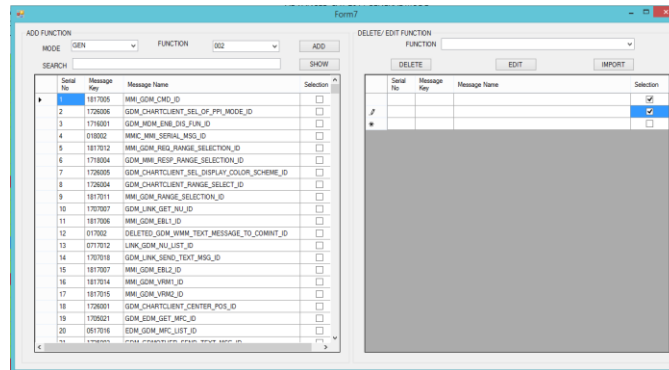 Form7
ADD FUNCTION
MODE GEN FUNCTION 002 ADD
SEARCH SHOW
Serial No Message Key Message Name Selection
1 1817005 MMI_GDM_CMD_ID
2 1726006 GDM_CHARTCLIENT_SEL_OF_PPI_MODE_ID
3 1716001 GDM_MDM_ENB_DIS_FUN_ID
4 018002 MMIC_MMI_SERIAL_MSG_ID
5 1817012 MMI_GDM_REQ_RANGE_SELECTION_ID
6 1718004 GDM_MMI_RESP_RANGE_SELECTION_ID
7 1726005 GDM_CHARTCLIENT_SEL_DISPLAY_COLOR_SCHEME_ID
8 1726004 GDM_CHARTCLIENT_RANGE_SELECT_ID
9 1817011 MMI_GDM_RANGE_SELECTION_ID
10 1707007 GDM_LINK_GET_NU_ID
11 1817006 MMI_GDM_EBL1_ID
12 017002 DELETED_GDM_WMM_TEXT_MESSAGE_TO_COMINT_ID
13 0717012 LINK_GDM_NU_LIST_ID
14 1707018 GDM_LINK_SEND_TEXT_MSG_ID
15 1817007 MMI_GDM_EBL2_ID
16 1817014 MMI_GDM_VRM1_ID
17 1817015 MMI_GDM_VRM2_ID
18 1726001 GDM_CHARTCLIENT_CENTER_POS_ID
19 1705021 GDM_EDM_GET_MFC_ID
20 0517016 EDM_GDM_MFC_LIST_ID
DELETE/ EDIT FUNCTION
FUNCTION
DELETE EDIT IMPORT
Serial No Message Key Message Name Selection